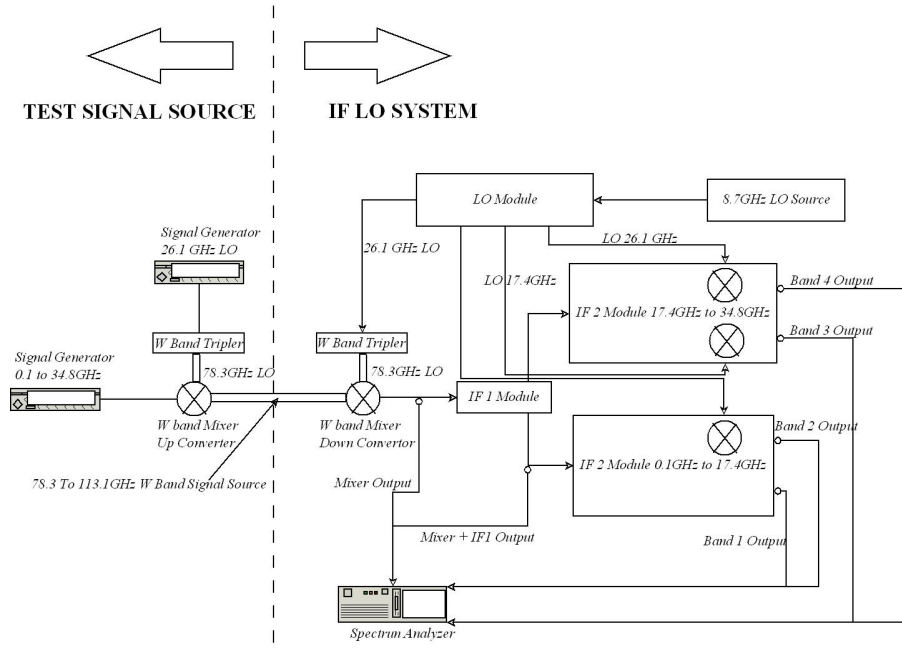 TEST SIGNAL SOURCE
IF LO SYSTEM
LO Module
8.7GHz LO Source
Signal Generator
26.1 GHz LO
26.1 GHz LO
LO 26.1 GHz
LO 17.4GHz
Band 4 Output
IF 2 Module 17.4GHz to 34.8GHz
Band 3 Output
W Band Tripler
W Band Tripler
Signal Generator
0.1 to 34.8GHz
78.3GHz LO
78.3GHz LO
IF 1 Module
W band Mixer
Up Converter
W band Mixer
Down Convertor
Band 2 Output
IF 2 Module 0.1GHz to 17.4GHz
78.3 To 113.1GHz W Band Signal Source
Mixer Output
Mixer + IF1 Output
Band 1 Output
Spectrun Analyzer